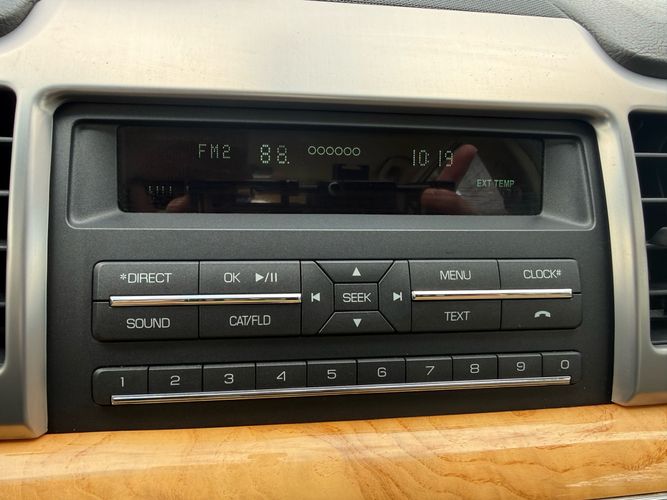 FM2 88. 10:19
EXT TEMP
*DIRECT OK ►/II ▲ MENU CLOCK#
SEEK
SOUND CAT/FLD ▼ TEXT
1 2 3 4 5 6 7 8 9 0